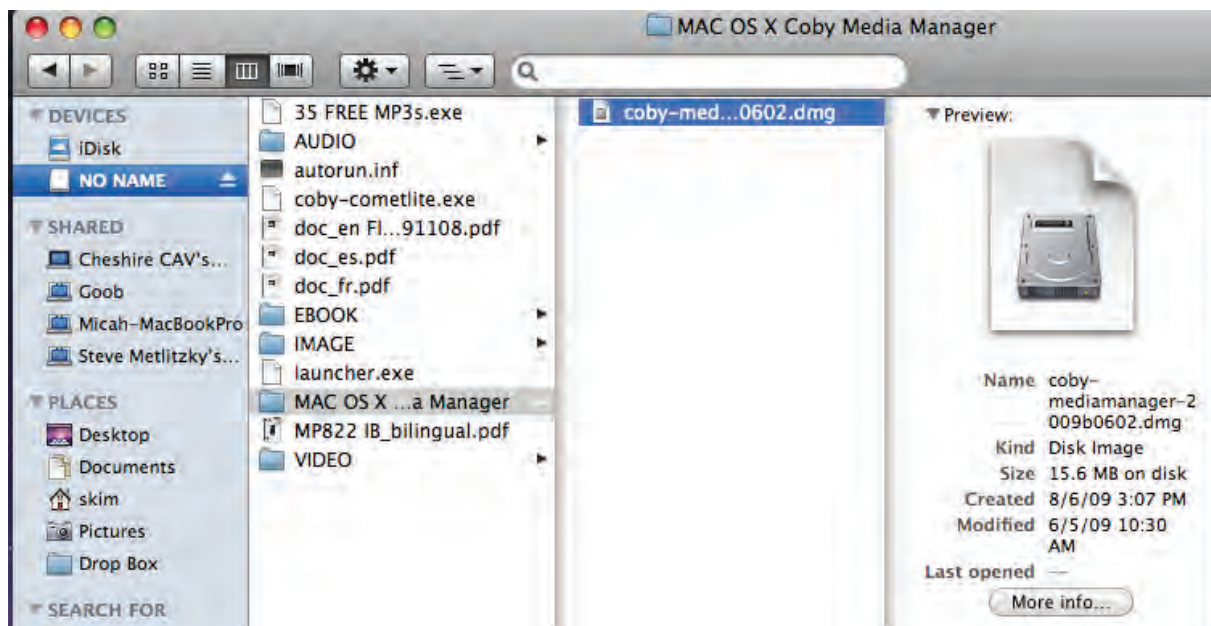 MAC OS X Coby Media Manager
DEVICES
iDisk
NO NAME
SHARED
Cheshire CAV's...
Goob
Micah-MacBookPro
Steve Metlitzky's...
PLACES
Desktop
Documents
skim
Pictures
Drop Box
SEARCH FOR
35 FREE MP3s.exe
AUDIO
autorun.inf
coby-cometlite.exe
doc_en Fl...91108.pdf
doc_es.pdf
doc_fr.pdf
EBOOK
IMAGE
launcher.exe
MAC OS X ...a Manager
MP822 IB_bilingual.pdf
VIDEO
coby-med...0602.dmg
Preview:
Name coby-
mediamanager-2
009b0602.dmg
Kind Disk Image
Size 15.6 MB on disk
Created 8/6/09 3:07 PM
Modified 6/5/09 10:30
AM
Last opened —
More info...